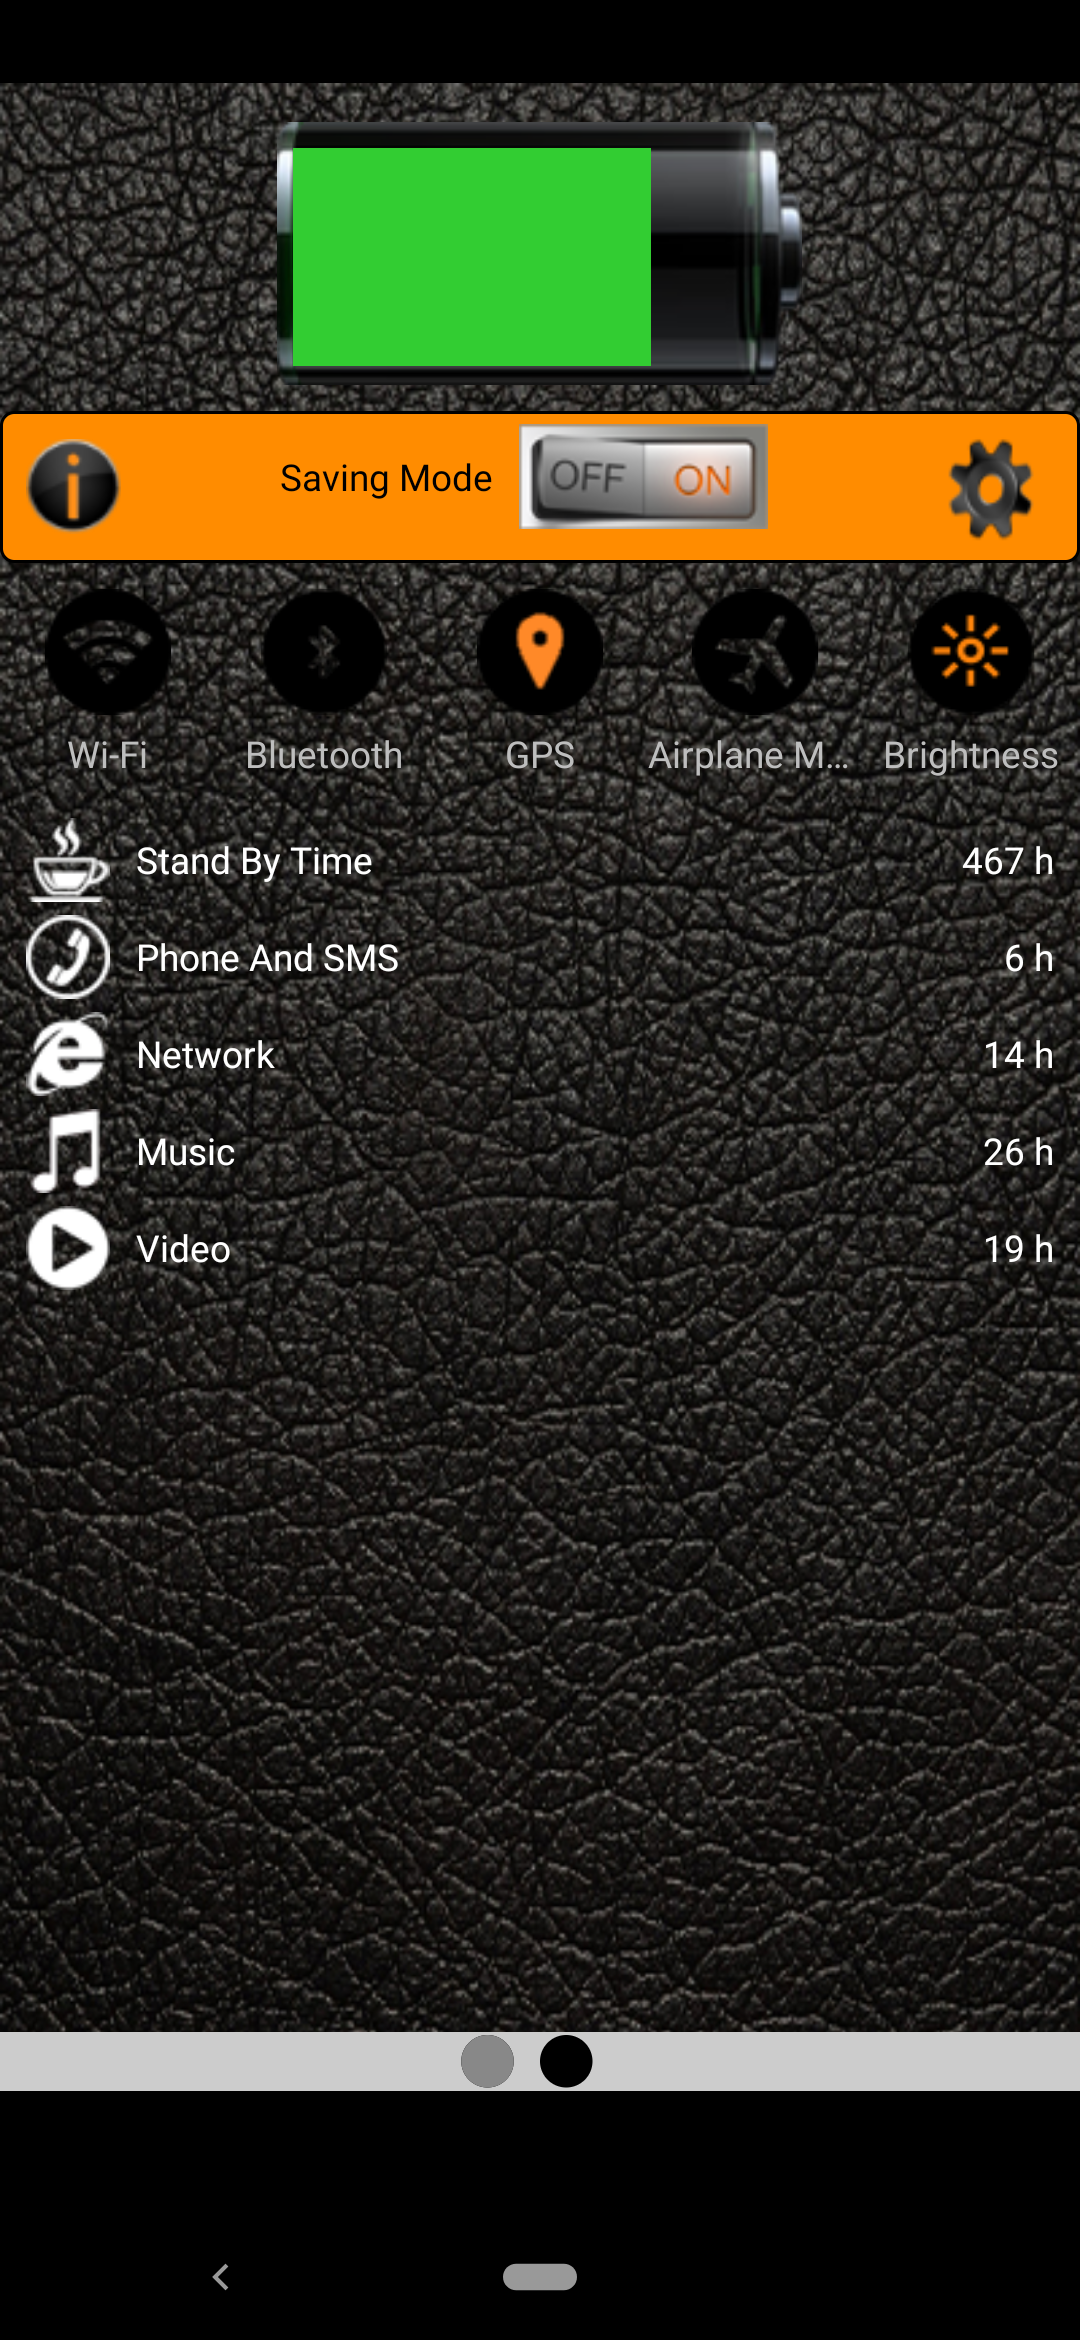 Saving Mode
OFF ON
Wi-Fi Bluetooth GPS Airplane M... Brightness
Stand By Time 467 h
Phone And SMS 6 h
Network 14 h
Music 26 h
Video 19 h